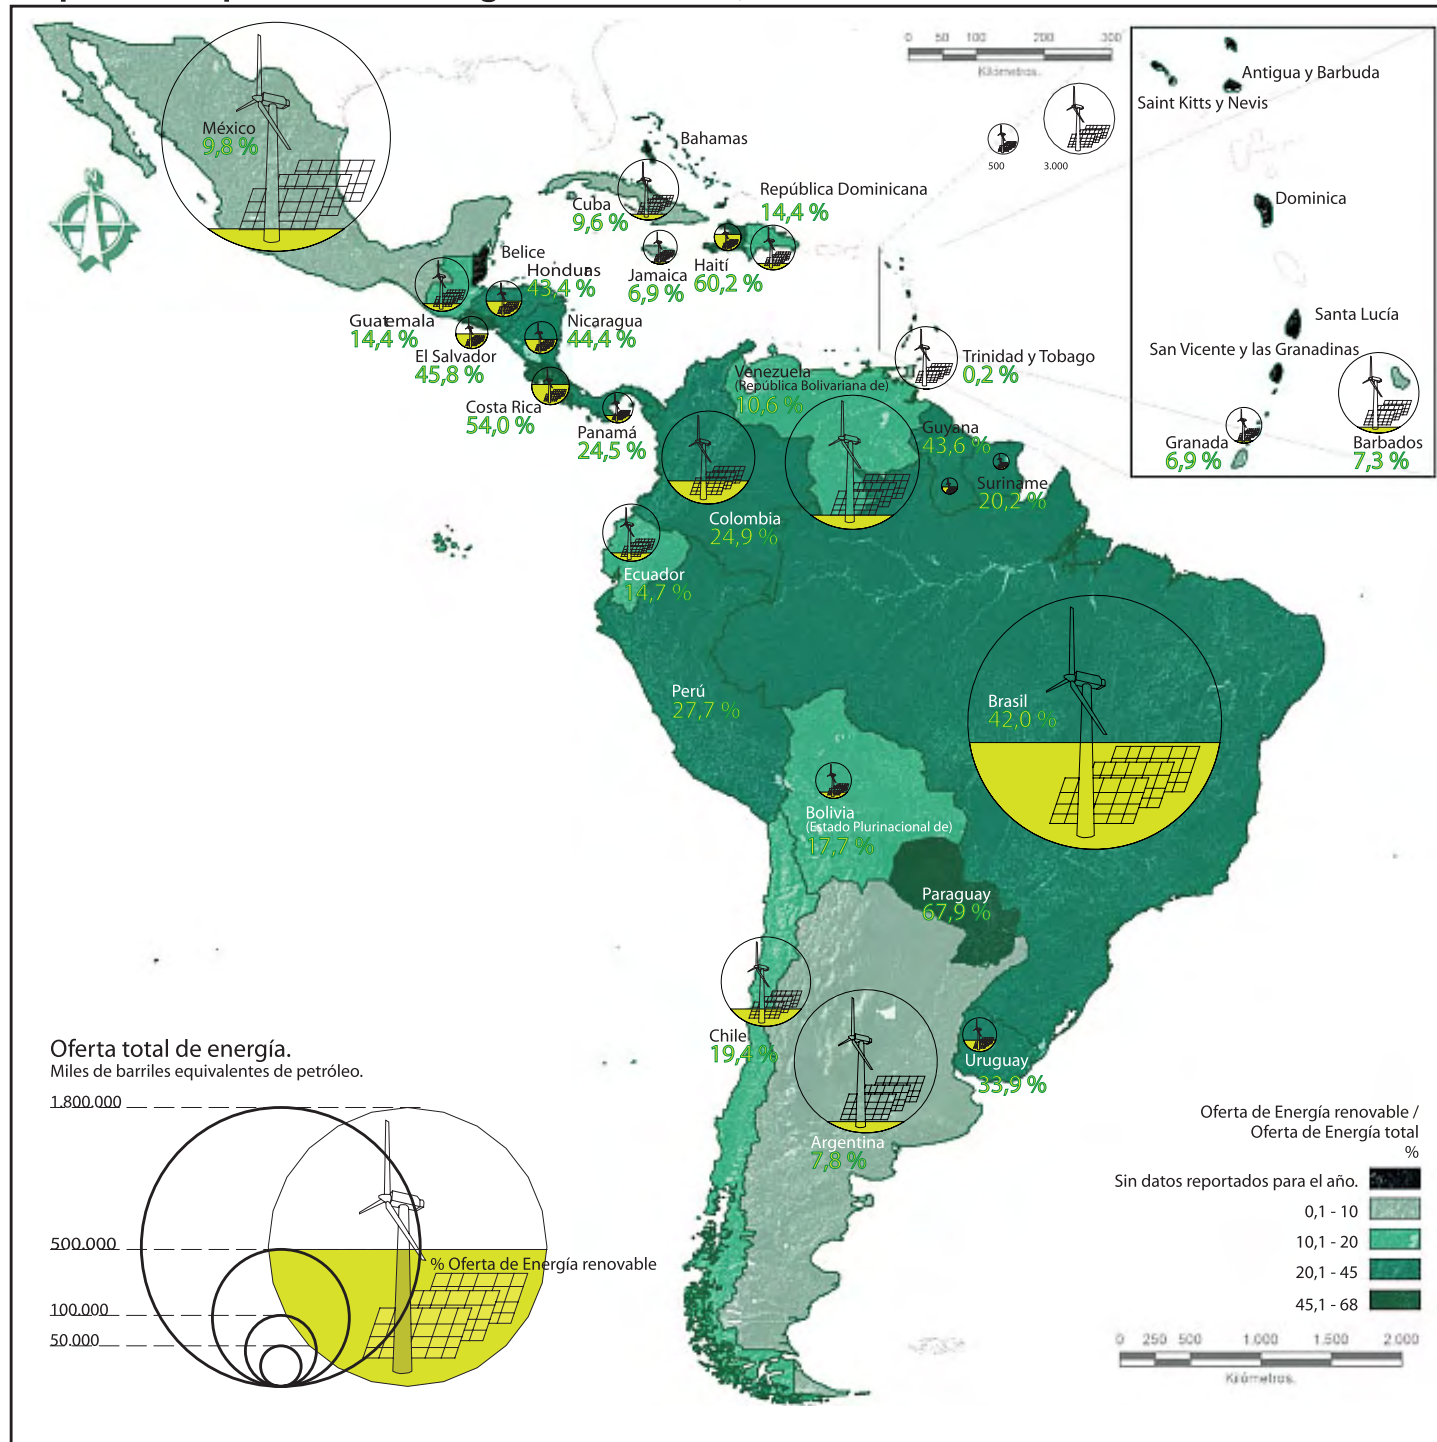 0 50 100 200 300
Kilómetros.
Antigua y Barbuda
Saint Kitts y Nevis
México
9,8 %
Bahamas
500
3.000
N
República Dominicana
14,4 %
Dominica
Cuba
9,6 %
Belice
Honduras
43,4 %
Jamaica
6,9 %
Haití
60,2 %
Guatemala
14,4 %
Nicaragua
44,4 %
El Salvador
45,8 %
Santa Lucía
San Vicente y las Granadinas
Trinidad y Tobago
0,2 %
Venezuela
(República Bolivariana de)
10,6 %
Costa Rica
54,0 %
Panamá
24,5 %
Guyana
43,6 %
Granada
6,9 %
Barbados
7,3 %
Suriname
20,2 %
Colombia
24,9 %
Ecuador
14,7 %
Perú
27,7 %
Brasil
42,0 %
Bolivia
(Estado Plurinacional de)
17,7 %
Paraguay
67,9 %
Chile
19,4 %
Uruguay
33,9 %
Argentina
7,8 %
Oferta total de energía.
Miles de barriles equivalentes de petróleo.
1.800.000
500.000
% Oferta de Energía renovable
100.000
50.000
Oferta de Energía renovable /
Oferta de Energía total
%
Sin datos reportados para el año.
0,1 - 10
10,1 - 20
20,1 - 45
45,1 - 68
0 250 500 1.000 1.500 2.000
Kilómetros.